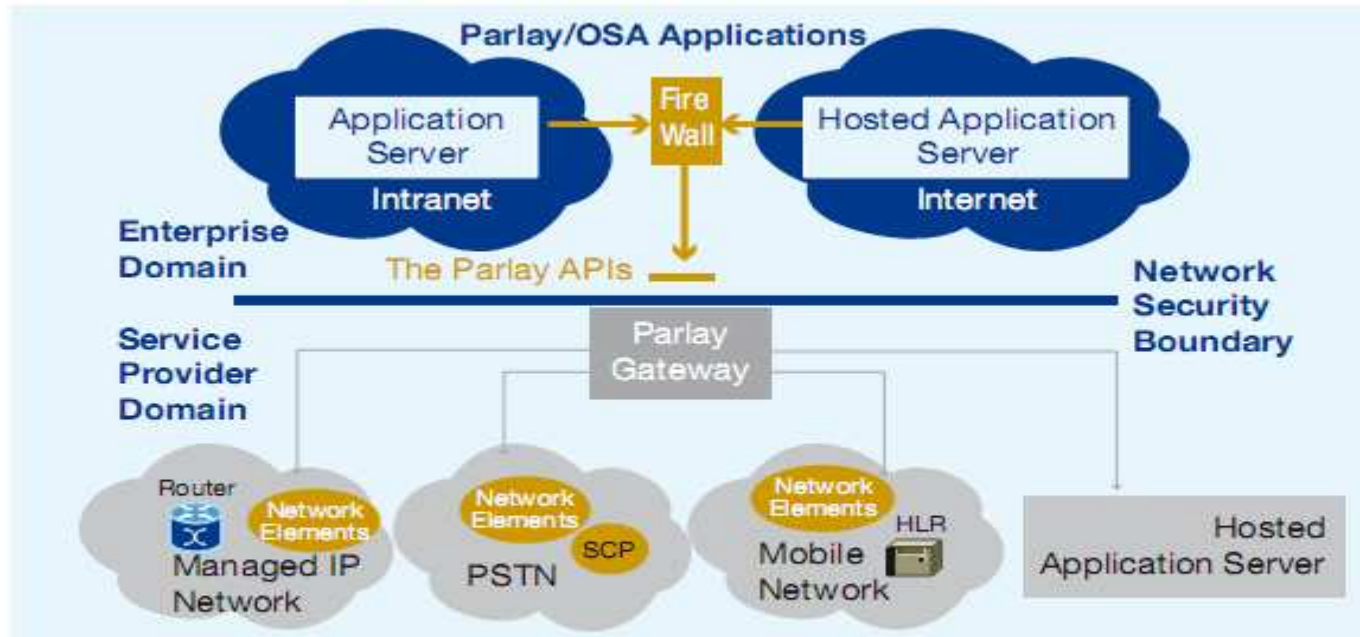 Parlay/OSA Applications
Application
Server
Intranet
Fire
Wall
Hosted Application
Server
Internet
Enterprise
Domain
The Parlay APIs
Network
Security
Boundary
Service
Provider
Domain
Parlay
Gateway
Router
Network
Elements
Managed IP
Network
Network
Elements
SCP
PSTN
Network
Elements
HLR
Mobile
Network
Hosted
Application Server